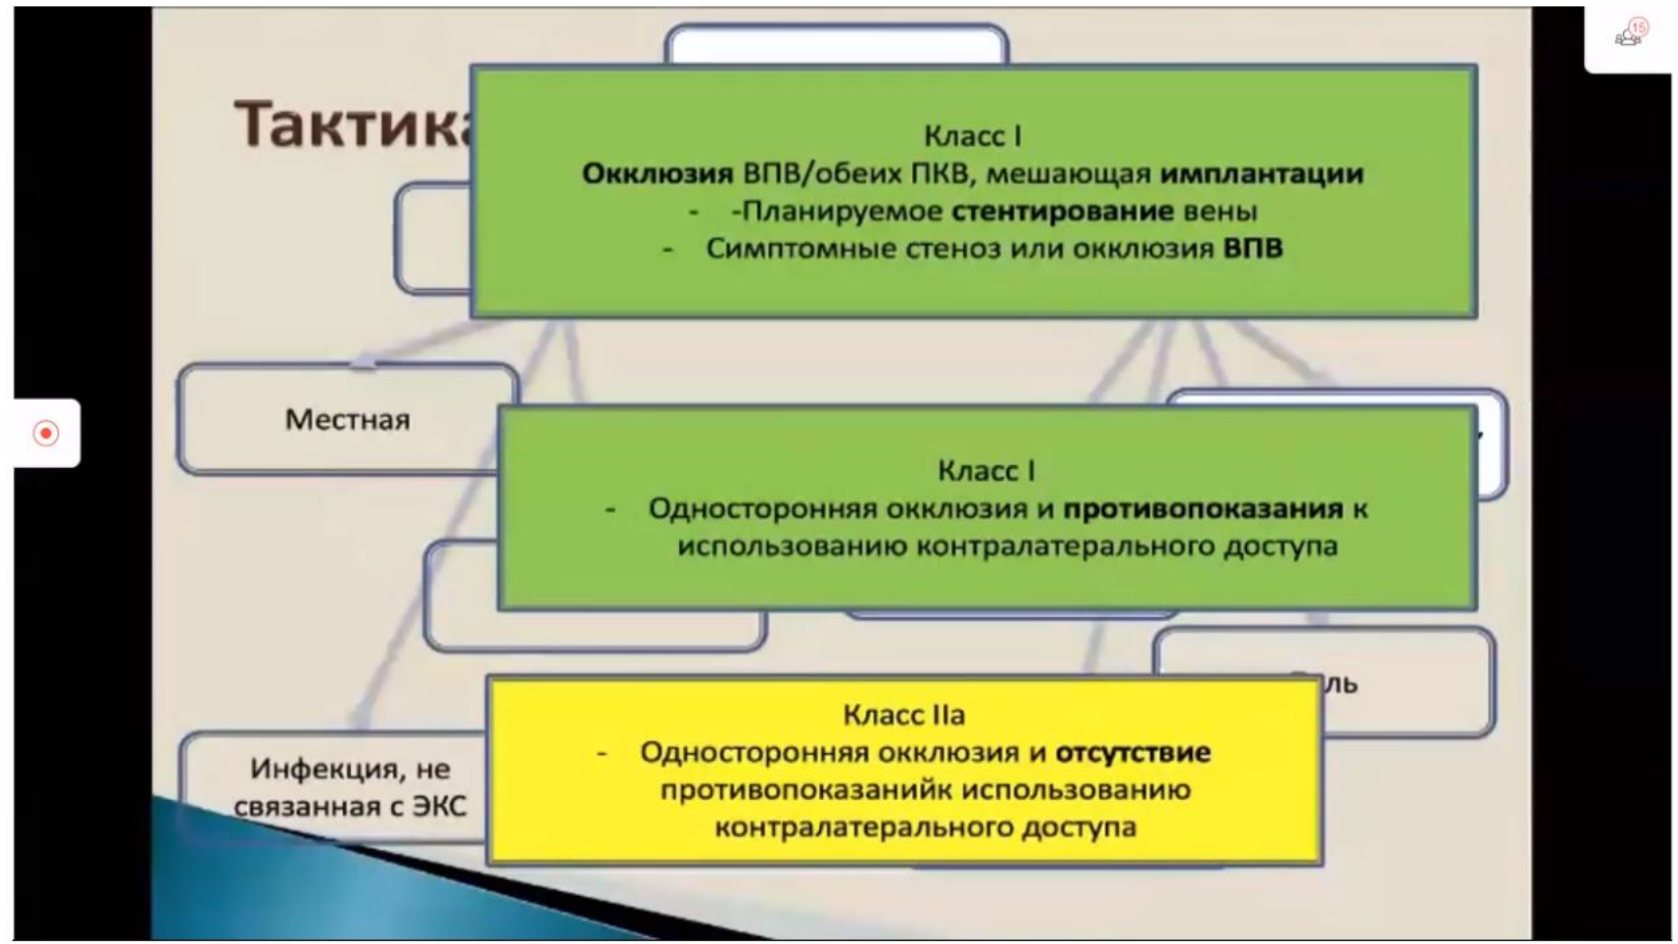 15
Класс I
Окклюзия ВПВ/обеих ПКВ, мешающая имплантации
- -Планируемое стентирование вены
- Симптомные стеноз или окклюзия ВПВ
Местная
Класс I
- Односторонняя окклюзия и противопоказания к
использованию контралатерального доступа
Класс IIa
- Односторонняя окклюзия и отсутствие
противопоказанийк использованию
контралатерального доступа
Инфекция, не
связанная с ЭКС